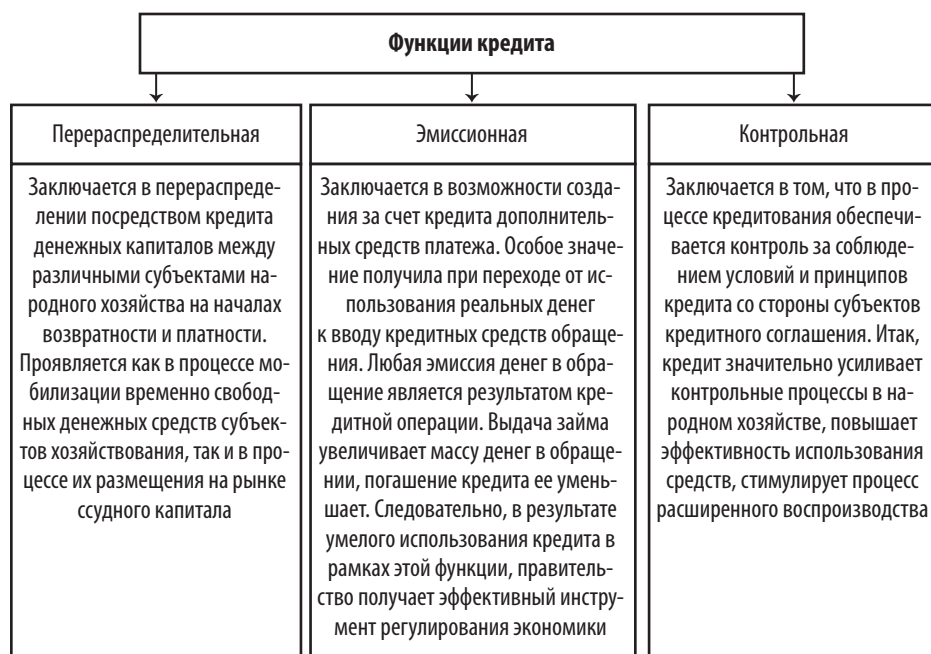 Функции кредита
Перераспределительная
Заключается в перераспреде-
лении посредством кредита
денежных капиталов между
различными субъектами на-
родного хозяйства на началах
возвратности и платности.
Проявляется как в процессе мо-
билизации временно свобод-
ных денежных средств субъек-
тов хозяйствования, так и в про-
цессе их размещения на рынке
ссудного капитала
Эмиссионная
Заключается в возможности созда-
ния за счет кредита дополнитель-
ных средств платежа. Особое значе-
ние получила при переходе от ис-
пользования реальных денег
к вводу кредитных средств обраще-
ния. Любая эмиссия денег в обра-
щение является результатом кре-
дитной операции. Выдача займа
увеличивает массу денег в обраще-
нии, погашение кредита ее умень-
шает. Следовательно, в результате
умелого использования кредита в
рамках этой функции, правитель-
ство получает эффективный инстру-
мент регулирования экономики
Контрольная
Заключается в том, что в про-
цессе кредитования обеспечи-
вается контроль за соблюде-
нием условий и принципов
кредита со стороны субъектов
кредитного соглашения. Итак,
кредит значительно усиливает
контрольные процессы в на-
родном хозяйстве, повышает
эффективность использования
средств, стимулирует процесс
расширенного воспроизводства